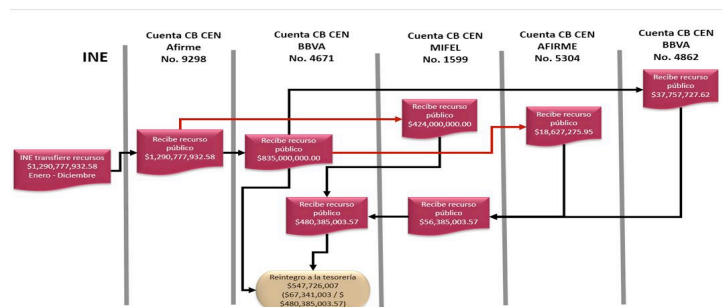 INE
Cuenta CB CEN
Afirme
No. 9298
Cuenta CB CEN
BBVA
No. 4671
Cuenta CB CEN
MIFEL
No. 1599
Cuenta CB CEN
AFIRME
No. 5304
Cuenta CB CEN
BBVA
No. 4862
Recibe recurso
público
$37,757,727.62
Recibe recurso
público
$424,000,000.00
Recibe recurso
público
$18,627,275.95
Recibe recurso
público
$1,290,777,932.58
Recibe recurso
público
$835,000,000.00
INE transfiere recursos
$1,290,777,932.58
Enero - Diciembre
Recibe recurso
público
$480,385,003.57
Recibe recurso
público
$56,385,003.57
Reintegro a la tesorería
$547,726,007
($67,341,003 / $
$480,385,003.57)